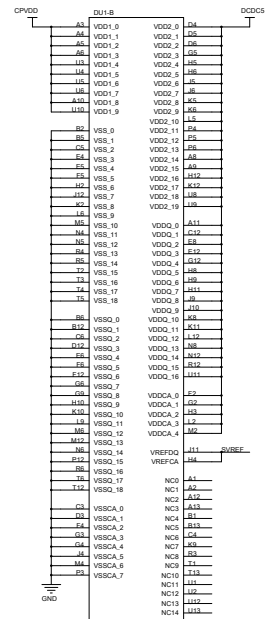 CPVDD
DU1-B
DCDC5
A3 VDD1_0
A4 VDD1_1
A5 VDD1_2
A6 VDD1_3
U3 VDD1_4
U4 VDD1_5
U5 VDD1_6
U6 VDD1_7
A10 VDD1_8
U10 VDD1_9
B2 VSS_0
B5 VSS_1
C5 VSS_2
E4 VSS_3
E5 VSS_4
F5 VSS_5
H2 VSS_6
J12 VSS_7
K2 VSS_8
L6 VSS_9
M5 VSS_10
N4 VSS_11
N5 VSS_12
R4 VSS_13
R5 VSS_14
T2 VSS_15
T3 VSS_16
T4 VSS_17
T5 VSS_18
B6 VSSQ_0
B12 VSSQ_1
C6 VSSQ_2
D12 VSSQ_3
E6 VSSQ_4
F6 VSSQ_5
F12 VSSQ_6
G6 VSSQ_7
G9 VSSQ_8
H10 VSSQ_9
K10 VSSQ_10
L9 VSSQ_11
M6 VSSQ_12
M12 VSSQ_13
N6 VSSQ_14
P12 VSSQ_15
R6 VSSQ_16
T6 VSSQ_17
T12 VSSQ_18
C3 VSSCA_0
D3 VSSCA_1
F4 VSSCA_2
G3 VSSCA_3
G4 VSSCA_4
J4 VSSCA_5
M4 VSSCA_6
P3 VSSCA_7
GND
VDD2_0 D4
VDD2_1 D5
VDD2_2 D6
VDD2_3 G5
VDD2_4 H5
VDD2_5 H6
VDD2_6 J5
VDD2_7 J6
VDD2_8 K5
VDD2_9 K6
VDD2_10 L5
VDD2_11 P4
VDD2_12 P5
VDD2_13 P6
VDD2_14 A8
VDD2_15 A9
VDD2_16 H12
VDD2_17 K12
VDD2_18 U8
VDD2_19 U9
VDDQ_0 A11
VDDQ_1 C12
VDDQ_2 E8
VDDQ_3 E12
VDDQ_4 G12
VDDQ_5 H8
VDDQ_6 H9
VDDQ_7 H11
VDDQ_8 J9
VDDQ_9 J10
VDDQ_10 K8
VDDQ_11 K11
VDDQ_12 L12
VDDQ_13 N8
VDDQ_14 N12
VDDQ_15 R12
VDDQ_16 U11
VDDCA_0 F2
VDDCA_1 G2
VDDCA_2 H3
VDDCA_3 L2
VDDCA_4 M2
VREFDQ J11 SVREF
VREFCA H4
NC0 A1
NC1 A2
NC2 A12
NC3 A13
NC4 B1
NC5 B13
NC6 C4
NC7 K9
NC8 R3
NC9 T1
NC10 T13
NC11 U1
NC12 U2
NC13 U12
NC14 U13